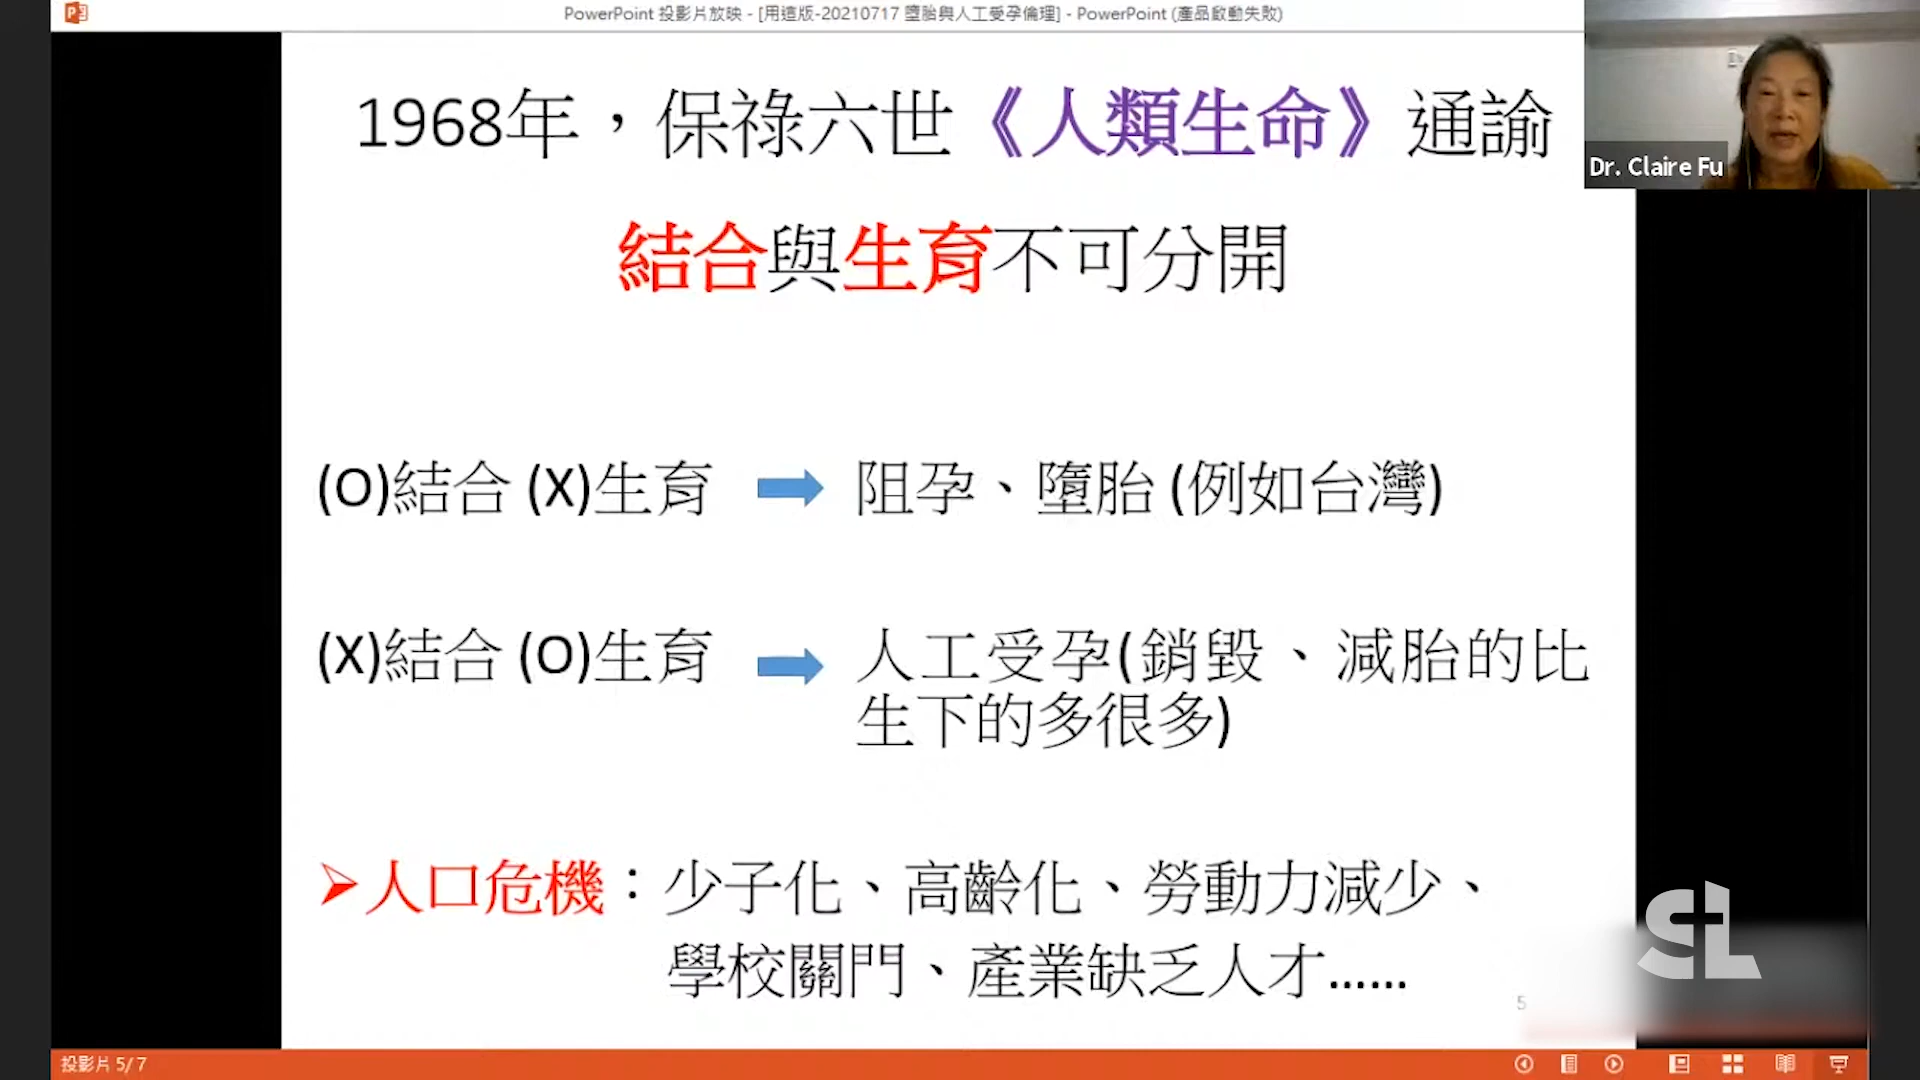 PowerPoint 投影片放映 - [用這版-20210717 墮胎與人工受孕倫理] - PowerPoint (產品啟動失敗)
1968年，保祿六世《人類生命》通諭
結合與生育不可分開
Dr. Claire Fu
(O)結合 (X)生育 阻孕、墮胎 (例如台灣)
(X)結合 (O)生育 人工受孕(銷毀、減胎的比
生下的多很多)
人口危機：少子化、高齡化、勞動力減少、
學校關門、產業缺乏人才......
SL
5
投影片 5/7